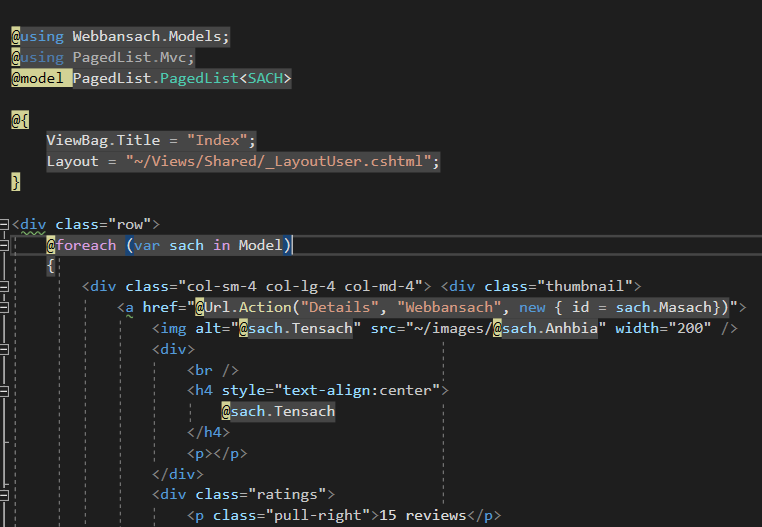 @using Webbansach.Models;
@using PagedList.Mvc;
@model PagedList.PagedList<SACH>
@{
ViewBag.Title = "Index";
Layout = "~/Views/Shared/_LayoutUser.cshtml";
}
<div class="row">
@foreach (var sach in Model)
{
<div class="col-sm-4 col-lg-4 col-md-4"> <div class="thumbnail">
<a href="@Url.Action("Details", "Webbansach", new { id = sach.Masach})">
<img alt="@sach.Tensach" src="~/images/@sach.Anhbia" width="200" />
<div>
<br />
<h4 style="text-align:center">
@sach.Tensach
</h4>
<p></p>
</div>
<div class="ratings">
<p class="pull-right">15 reviews</p>